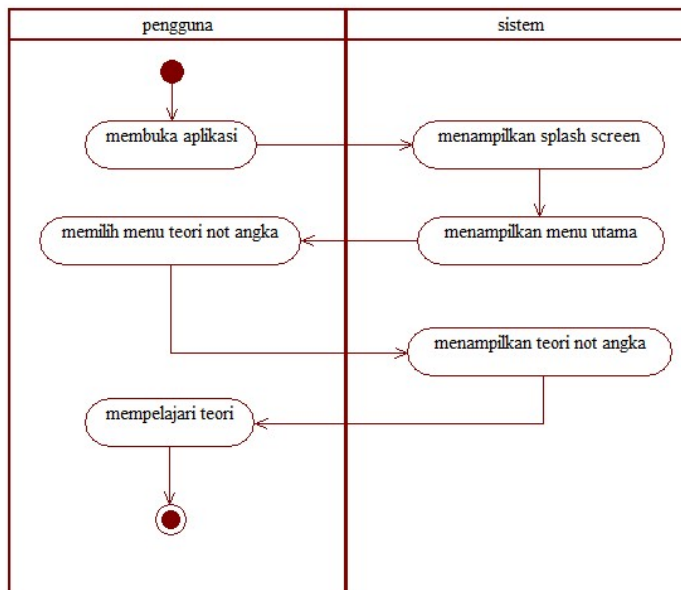 pengguna
sistem
membuka aplikasi
menampilkan splash screen
memilih menu teori not angka
menampilkan menu utama
menampilkan teori not angka
mempelajari teori